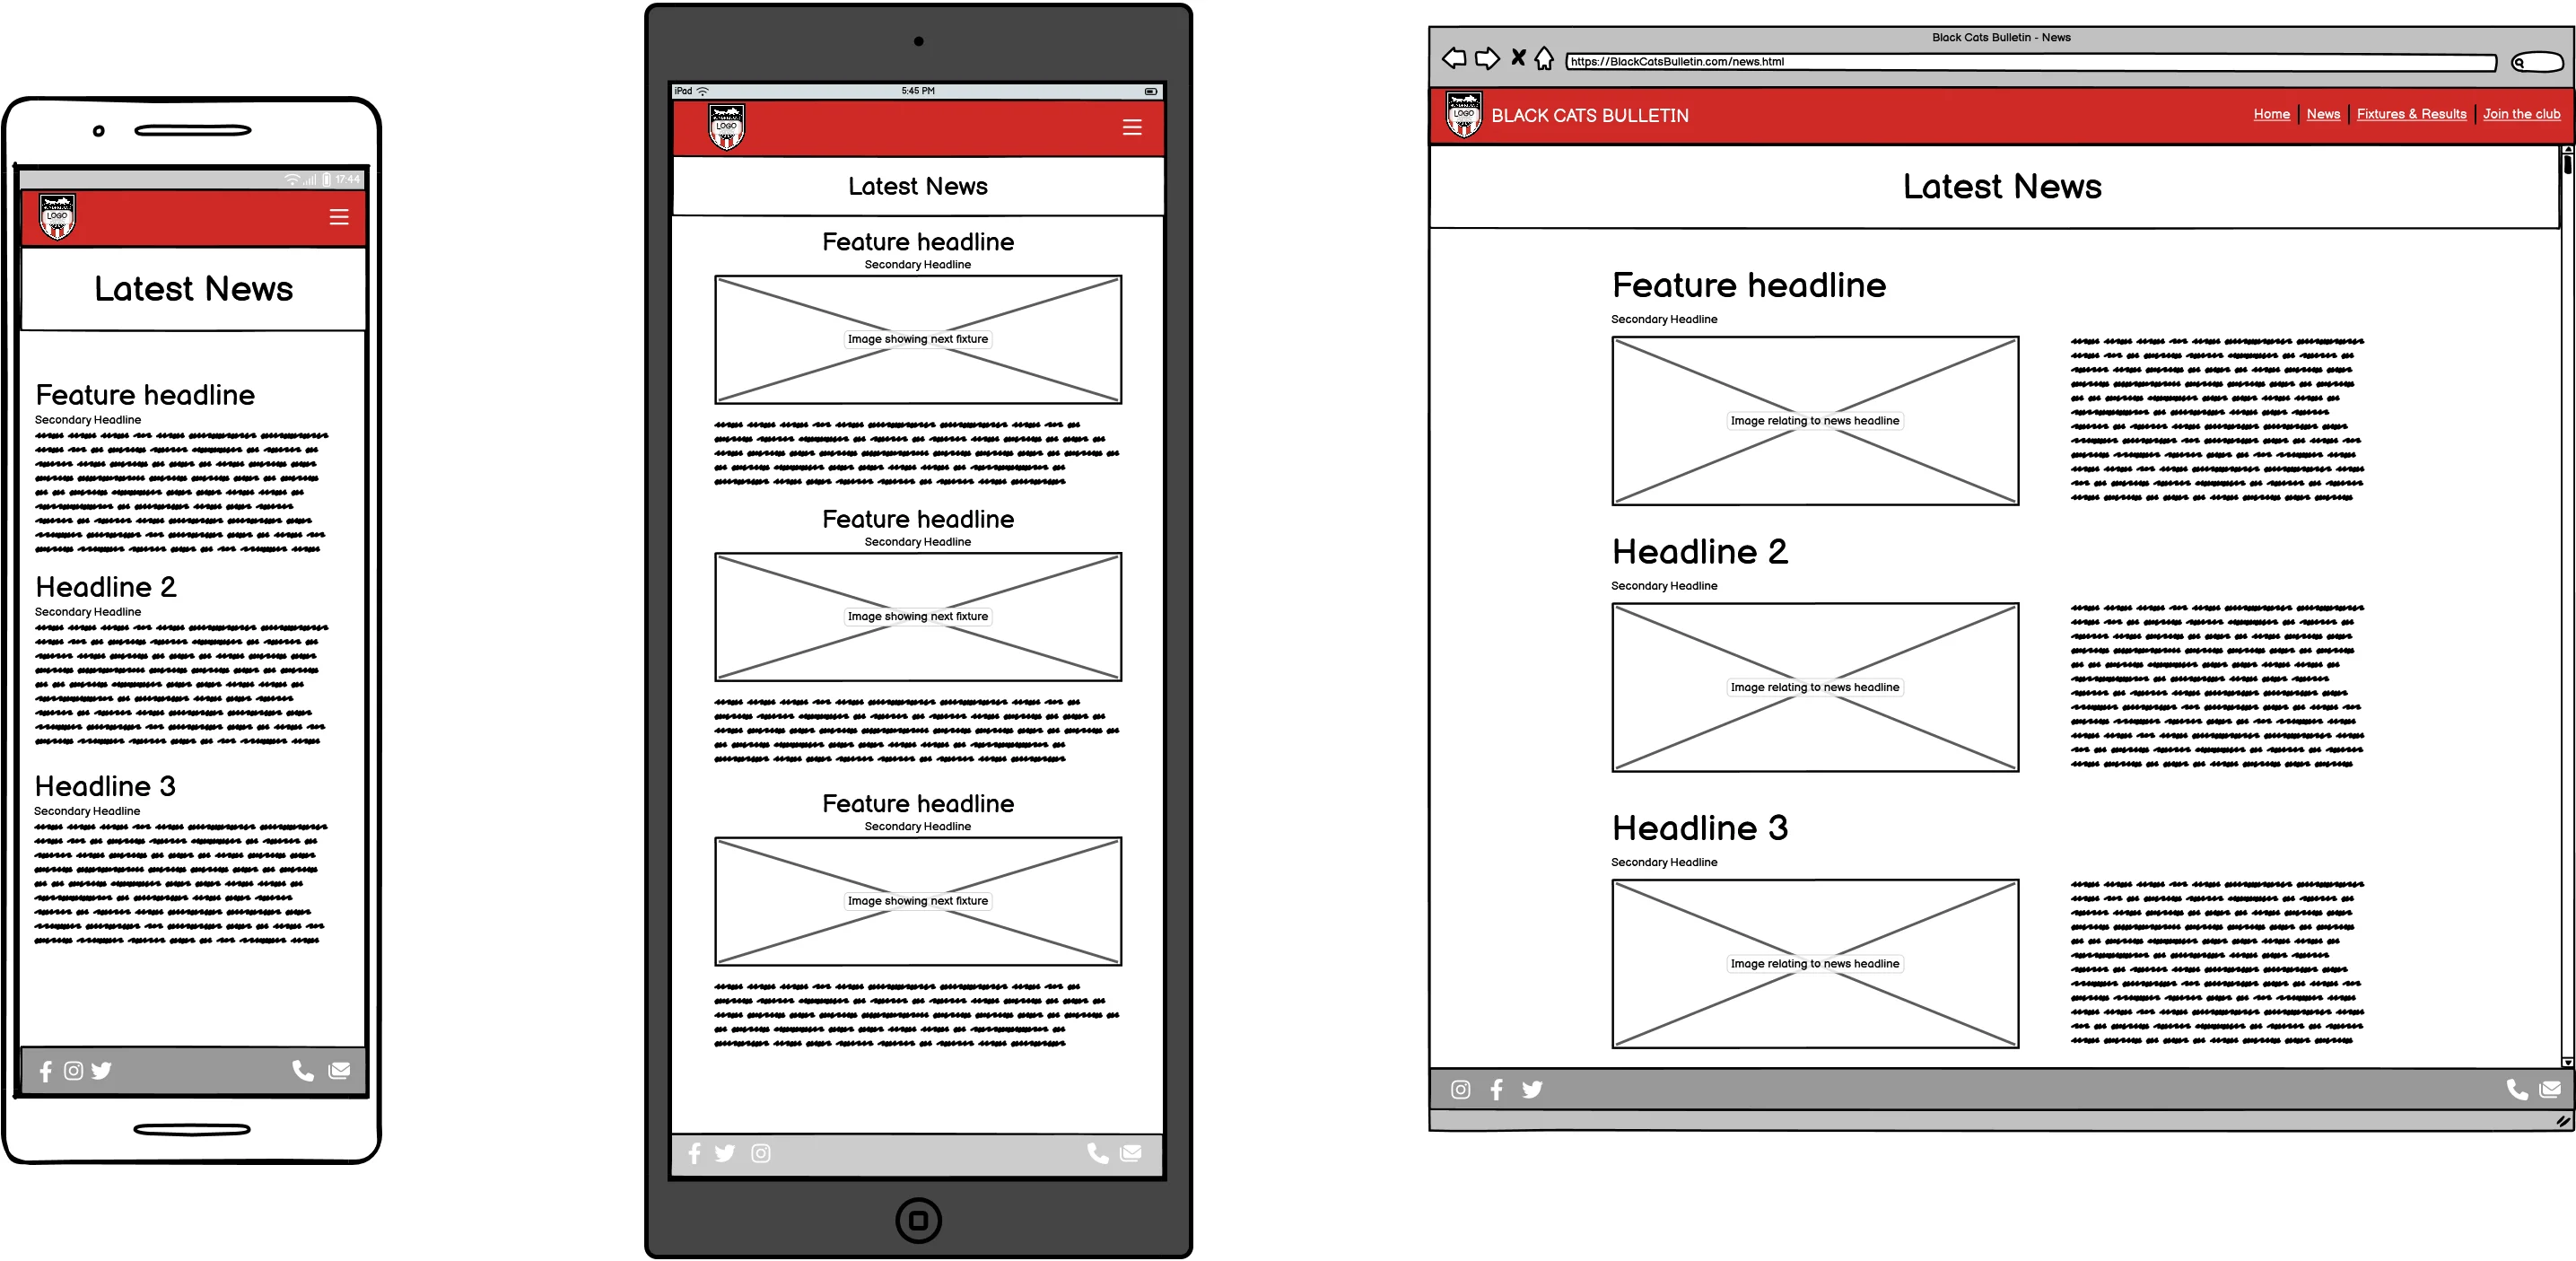 17:44
LOGO
Latest News
Feature headline
Secondary Headline
Headline 2
Secondary Headline
Headline 3
Secondary Headline
iPad
5:45 PM
LOGO
Latest News
Feature headline
Secondary Headline
Image showing next fixture
Feature headline
Secondary Headline
Image showing next fixture
Feature headline
Secondary Headline
Image showing next fixture
Black Cats Bulletin - News
https://BlackCatsBulletin.com/news.html
LOGO
BLACK CATS BULLETIN
Home News Fixtures & Results Join the club
Latest News
Feature headline
Secondary Headline
Image relating to news headline
Headline 2
Secondary Headline
Image relating to news headline
Headline 3
Secondary Headline
Image relating to news headline